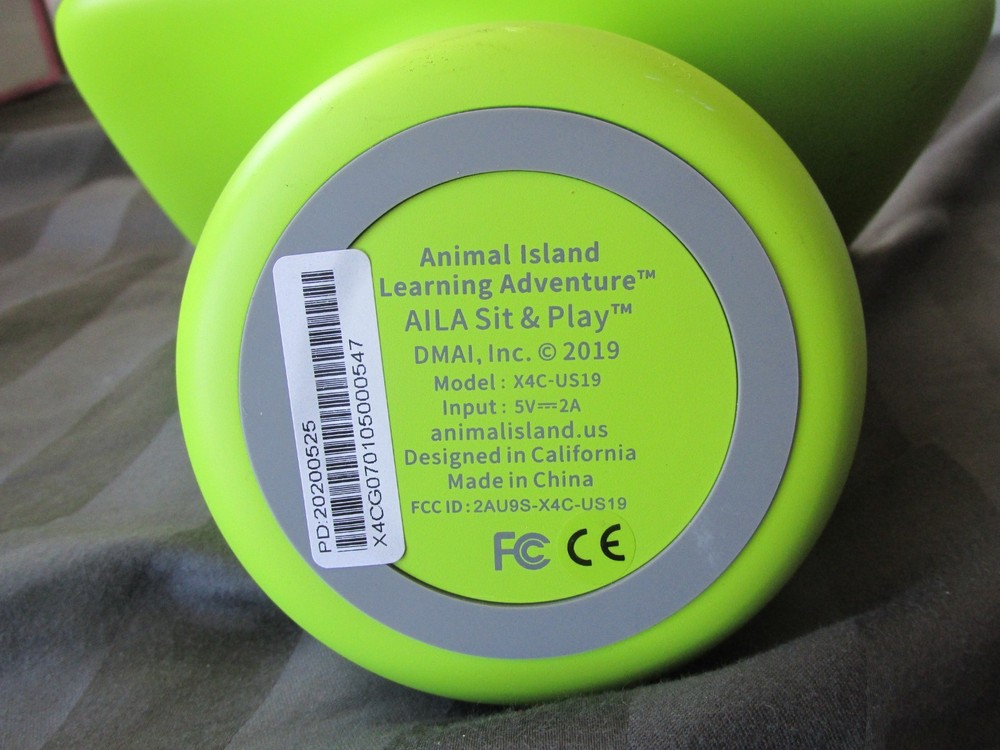 Animal Island
Learning Adventure™
AILA Sit & Play™
DMAI, Inc. © 2019
Model : X4C-US19
Input : 5V⎓2A
animalisland.us
Designed in California
Made in China
FCC ID : 2AU9S-X4C-US19
FC CE
PD:20200525
X4CG070105000547